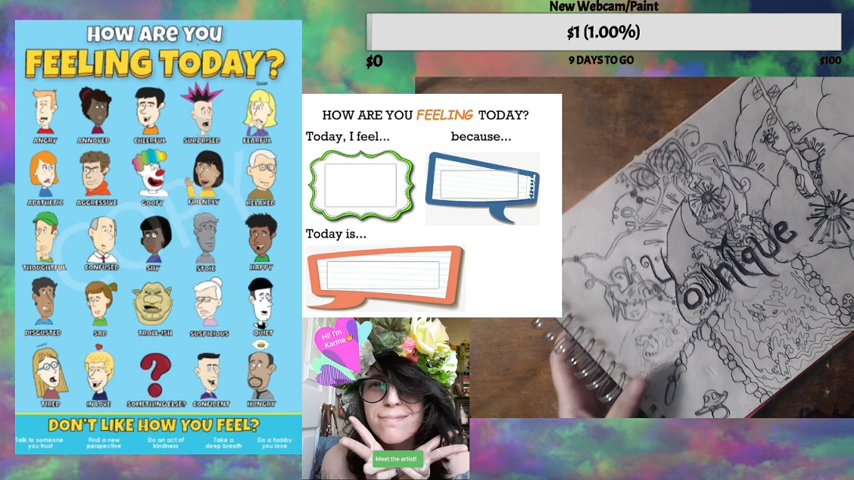 HOW ARE YOU
FEELING TODAY?
ANGRY ANNOYED CHEERFUL SURPRISED FEARFUL
APATHETIC AGGRESSIVE GOOFY FRIENDLY RELAXED
THOUGHTFUL CONFUSED SHY STOIC HAPPY
DISGUSTED SAD TROLL-ISH SUSPICIOUS QUIET
TIRED IN LOVE SOMETHING ELSE? CONFIDENT HUNGRY
DON'T LIKE HOW YOU FEEL?
Talk to someone you trust
Find a new perspective
Do an act of kindness
Take a deep breath
Do a hobby you love
COPY
New Webcam/Paint
$1 (1.00%)
$0 9 DAYS TO GO $100
HOW ARE YOU FEELING TODAY?
Today, I feel... because...
Today is...
Hi! I'm
Karma
Meet the artist!
Younique